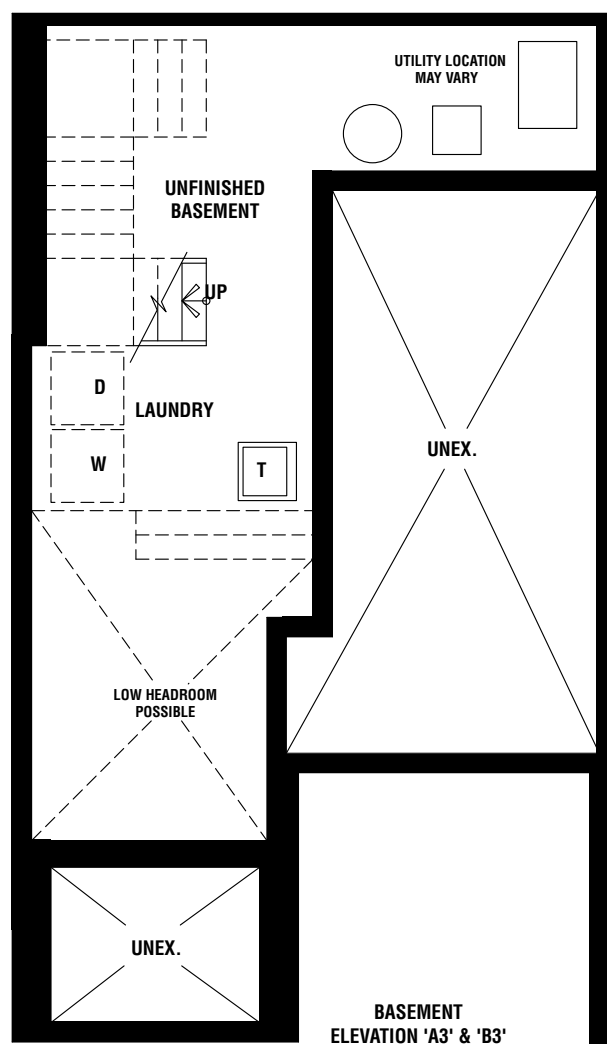 UTILITY LOCATION
MAY VARY
UNFINISHED
BASEMENT
UP
D
LAUNDRY
W
T
UNEX.
LOW HEADROOM
POSSIBLE
UNEX.
BASEMENT
ELEVATION 'A3' & 'B3'